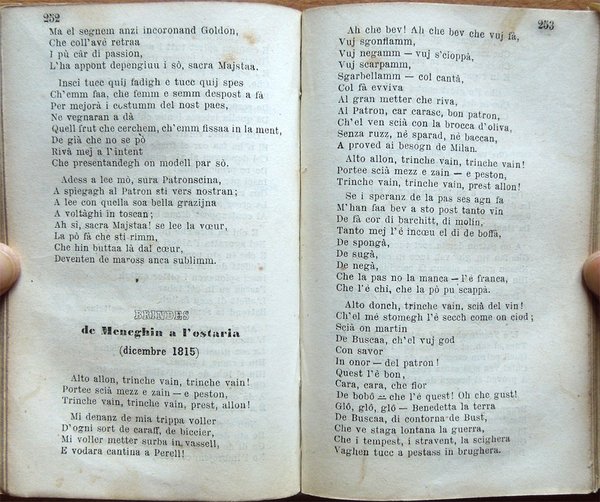 252
Ma el segnem anzi incoronand Goldon,
Che coll'avè retraa
I pù câr di passion,
L'ha appont depengiuu i sô, sacra Majstaa.
Insci tucc quij fadigh e tucc quij spes
Ch'emm faa, che femm e semm despost a fà
Per mejorà i costumm del nost paes,
Ne vegnaran a dà
Quell frut che cerchem, ch'emm fissaa in la ment,
De già che no se pò
Rivà mej a l'intent
Che presentandegh on modell par sò.
Adess a lee mò, sura Patronscina,
A spiegagh al Patron sti vers nostran;
A lee con quella soa bella grazijna
A voltàghi in toscan;
Ah si, sacra Majstaa! se lee la vœur,
La pò fà che sti rimm,
Che hin buttaa là dal cœur,
Deventen de maross anca sublimm.
BRINDES
de Meneghin a l'ostaria
(dicembre 1815)
Alto allon, trinche vain, trinche vain!
Portee scià mezz e zain — e peston,
Trinche vain, trinche vain, prest, allon!
Mi denanz de mia trippa voller
D'ogni sort de caraff, de biccier,
Mi voller metter surba in vassell,
E vodara cantina a Perell!
253
Ah che bev! Ah che bev che vuj fà,
Vuj sgonfiamm,
Vuj negamm — vuj s'cioppà,
Vuj scarpamm,
Sgarbellamm — col cantà,
Col fà evviva
Al gran metter che riva,
Al Patron, car carasc, bon patron,
Ch'el ven scià con la brocca d'oliva,
Senza ruzz, né sparad, né baccan,
A proved ai besogn de Milan.
Alto allon, trinche vain, trinche vain!
Portee scià mezz e zain — e peston,
Trinche vain, trinche vain, prest allon!
Se i speranz de la pas ses agn fa
M'han faa bev a sto post tanto vin
De fà cor di barchitt, di molin,
Tanto mej l'é incœu el di de boffà,
De spongà,
De sugà,
De negà,
Che la pas no la manca — l'é franca,
Che l'é chi, che la pò pu scappà.
Alto donch, trinche vain, scià del vin!
Ch'el mé stomegh l'é secch come on ciod;
Scià on martin
De Buscaa, ch'el vuj god
Con savor
In onor — del patron!
Quest l'é bon,
Cara, cara, che fior
De bobô — che l'é quest! Oh che gust!
Glô, glô, glô — Benedetta la terra
De Buscaa, di contorna de Bust,
Che ve staga lontana la guerra,
Che i tempest, i stravent, la scighera
Vaghen tucc a pestass in brughera.